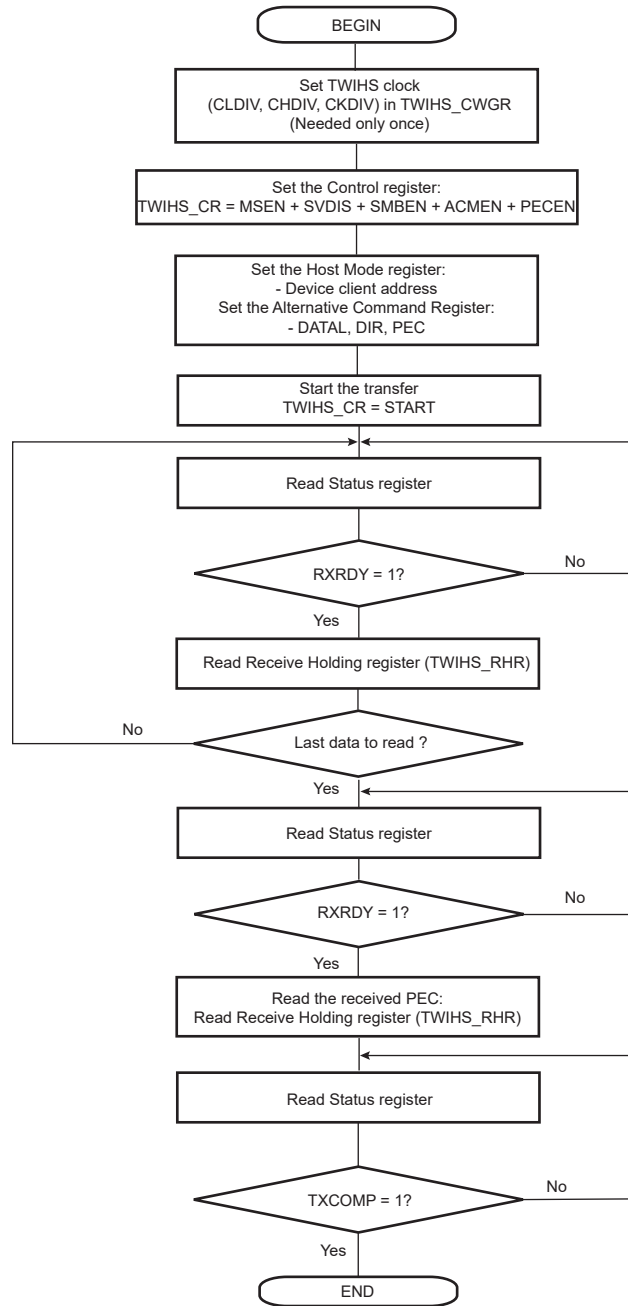 BEGIN
Set TWIHS clock
(CLDIV, CHDIV, CKDIV) in TWIHS_CWGR
(Needed only once)
Set the Control register:
TWIHS_CR = MSEN + SVDIS + SMBEN + ACMEN + PECEN
Set the Host Mode register:
- Device client address
Set the Alternative Command Register:
- DATAL, DIR, PEC
Start the transfer
TWIHS_CR = START
Read Status register
RXRDY = 1?
No
Yes
Read Receive Holding register (TWIHS_RHR)
No
Last data to read ?
Yes
Read Status register
RXRDY = 1?
No
Yes
Read the received PEC:
Read Receive Holding register (TWIHS_RHR)
Read Status register
TXCOMP = 1?
No
Yes
END